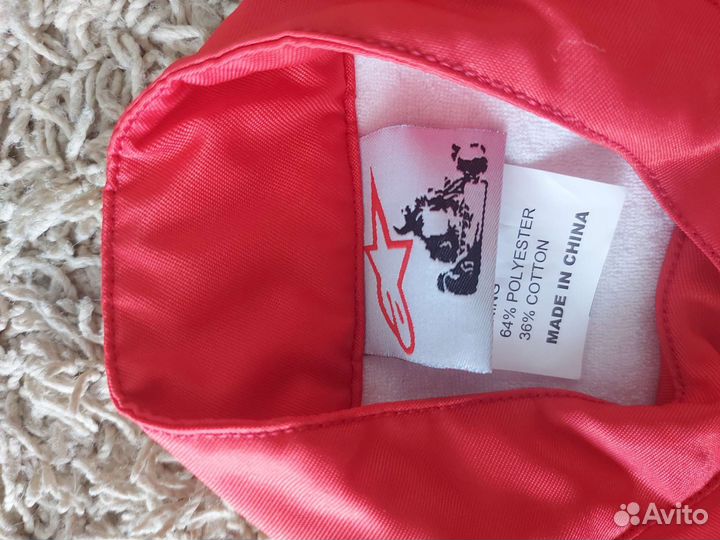 64% POLYESTER
36% COTTON
MADE IN CHINA
Avito